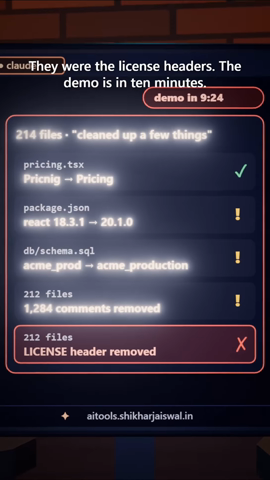 claude
They were the license headers. The
demo is in ten minutes.
demo in 9:24
214 files • "cleaned up a few things"
pricing.tsx
Pricnig → Pricing
package.json
react 18.3.1 → 20.1.0
db/schema.sql
acme_prod → acme_production
212 files
1,284 comments removed
212 files
LICENSE header removed
aitools.shikharjaiswal.in